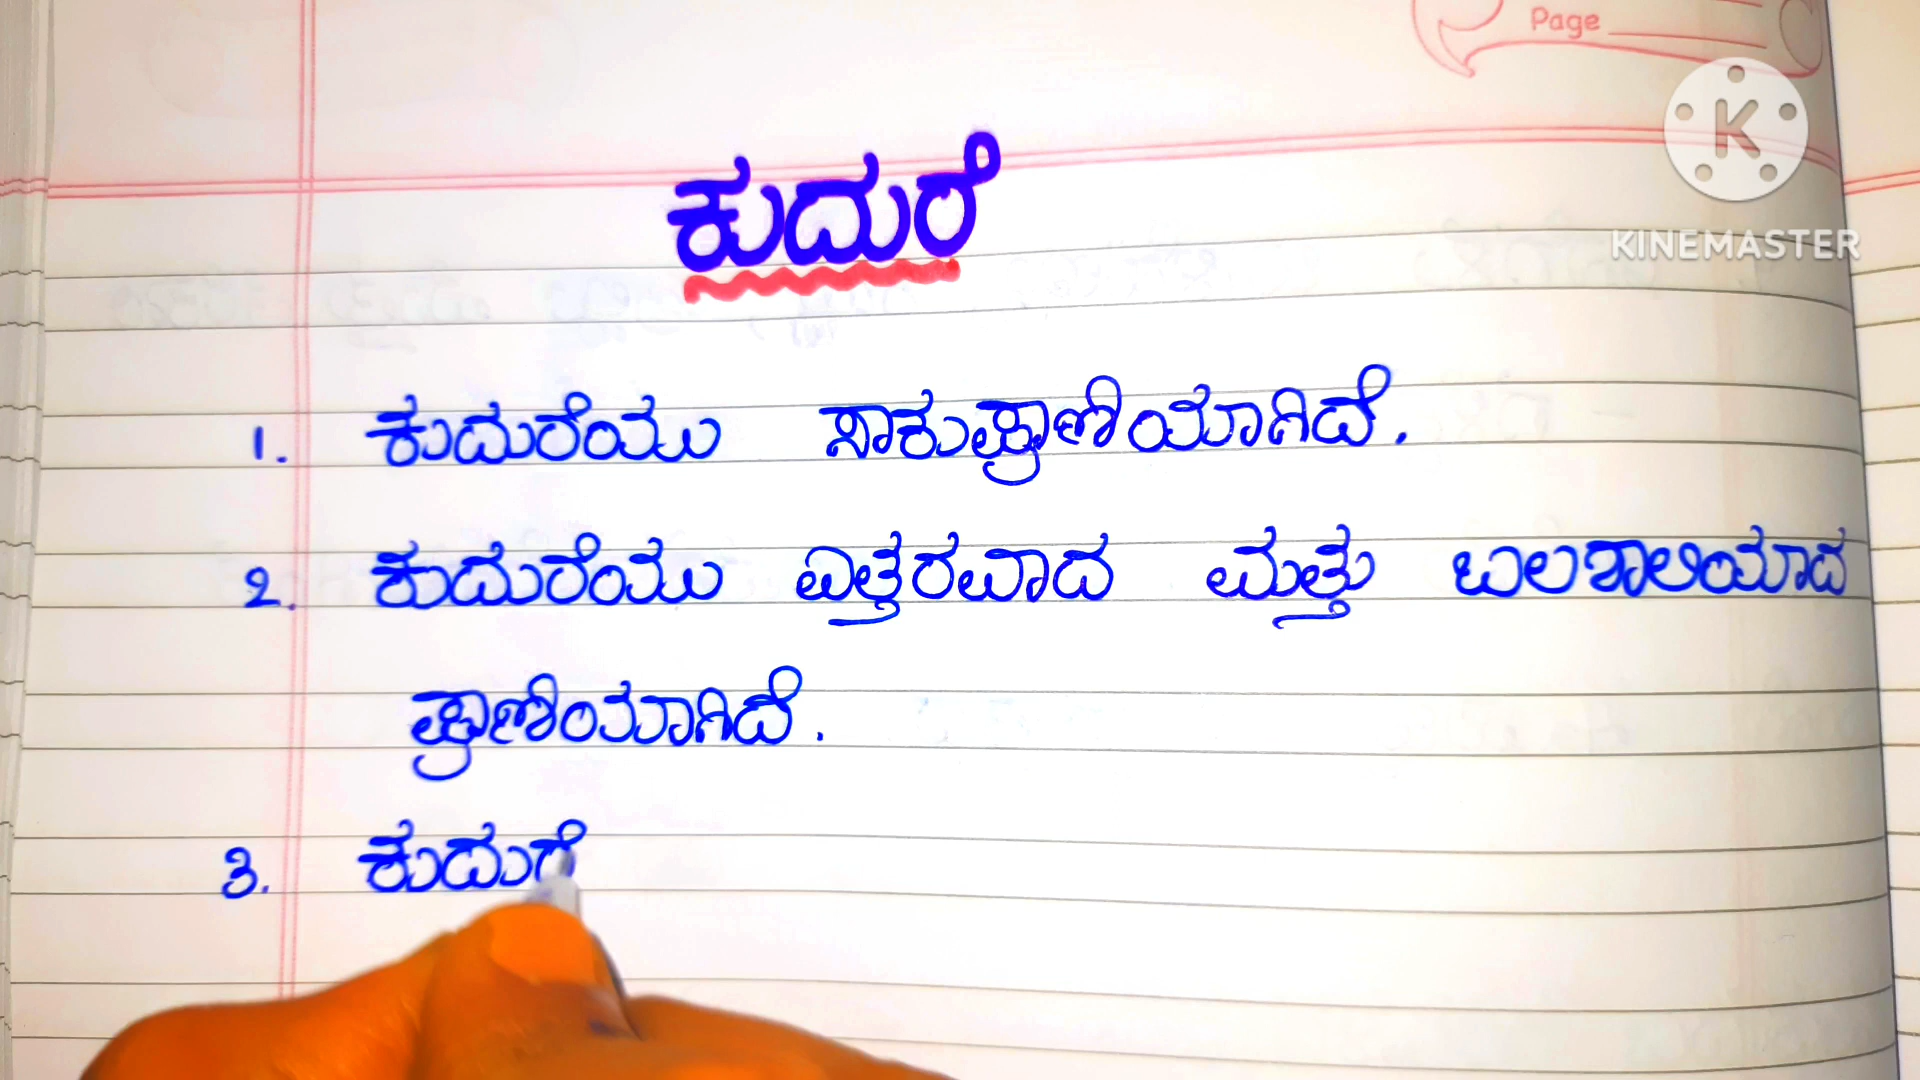 Page
KINEMASTER
ಕುದುರೆ
1. ಕುದುರೆಯು ಸಾಕುಪ್ರಾಣಿಯಾಗಿದೆ.
2. ಕುದುರೆಯು ಎತ್ತರವಾದ ಮತ್ತು ಬಲಶಾಲಿಯಾದ
ಪ್ರಾಣಿಯಾಗಿದೆ.
3. ಕುದುರೆ